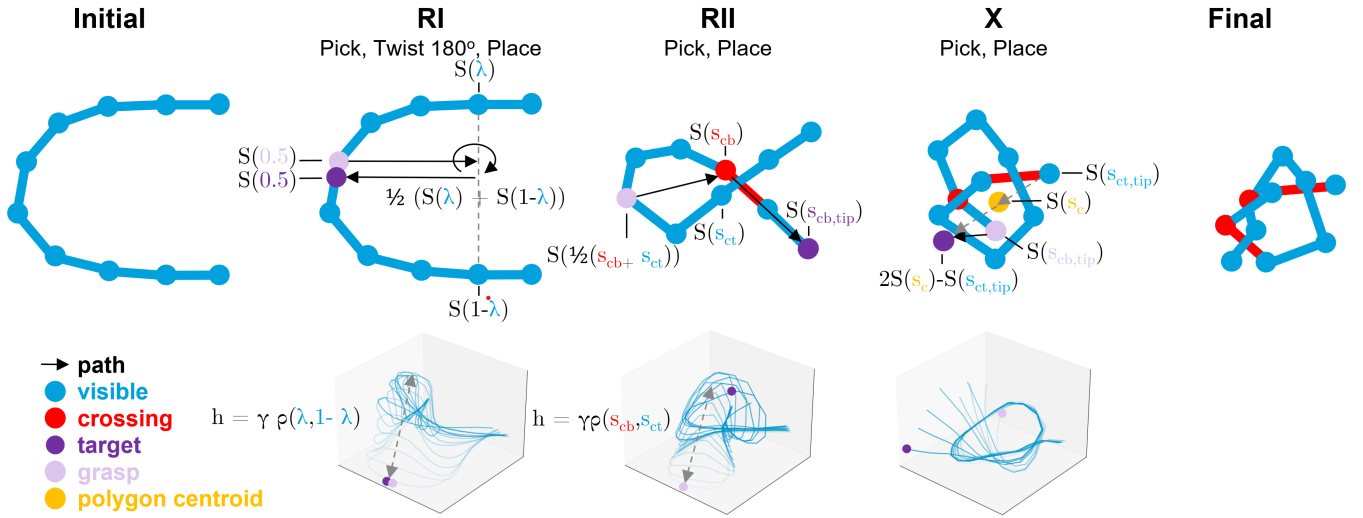 Initial
RI
RII
X
Final
Pick, Twist 180º, Place
Pick, Place
Pick, Place
S(λ)
S(0.5)
S(0.5)
½ (S(λ) + S(1-λ))
S(1-λ)
S(s_cb)
S(s_cb,tip)
S(s_ct)
S(½(s_cb+ s_ct))
S(s_ct,tip)
S(s_c)
S(s_cb,tip)
2S(s_c)-S(s_ct,tip)
path
visible
crossing
target
grasp
polygon centroid
h = γ ρ(λ,1- λ)
h = γρ(s_cb,s_ct)